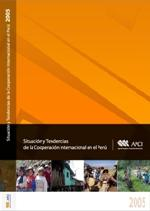 Situación y Tendencias de la Cooperación Internacional en el Perú 2005
Situación y Tendencias
de la Cooperación Internacional en el Perú
APCI
2005